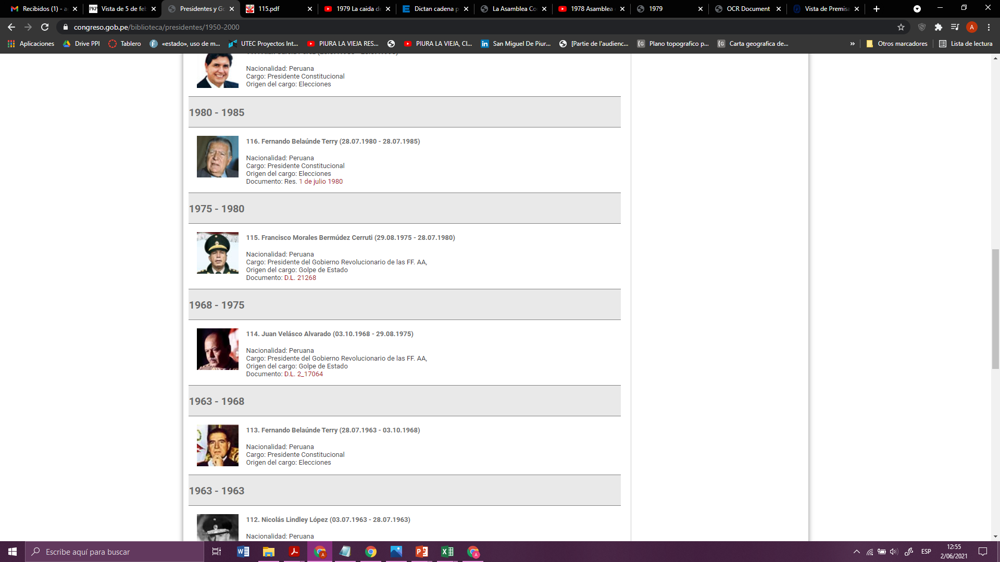 Recibidos (1) - a
Vista de 5 de feb
Presidentes y Go
115.pdf
1979 La caida de
Dictan cadena p
La Asamblea Co
1978 Asamblea
1979
OCR Document
Vista de Premisa
congreso.gob.pe/biblioteca/presidentes/1950-2000
A
Aplicaciones
Drive PPI
Tablero
«estado», uso de m...
UTEC Proyectos Int...
PIURA LA VIEJA RES...
PIURA LA VIEJA, CI...
San Miguel De Piur...
[Partie de l'audienc...
Plano topografico p...
Carta geografica de...
»
Otros marcadores
Lista de lectura
Nacionalidad: Peruana
Cargo: Presidente Constitucional
Origen del cargo: Elecciones
1980 - 1985
116. Fernando Belaúnde Terry (28.07.1980 - 28.07.1985)
Nacionalidad: Peruana
Cargo: Presidente Constitucional
Origen del cargo: Elecciones
Documento: Res. 1 de julio 1980
1975 - 1980
115. Francisco Morales Bermúdez Cerruti (29.08.1975 - 28.07.1980)
Nacionalidad: Peruana
Cargo: Presidente del Gobierno Revolucionario de las FF. AA,
Origen del cargo: Golpe de Estado
Documento: D.L. 21268
1968 - 1975
114. Juan Velásco Alvarado (03.10.1968 - 29.08.1975)
Nacionalidad: Peruana
Cargo: Presidente del Gobierno Revolucionario de las FF. AA,
Origen del cargo: Golpe de Estado
Documento: D.L. 2_17064
1963 - 1968
113. Fernando Belaúnde Terry (28.07.1963 - 03.10.1968)
Nacionalidad: Peruana
Cargo: Presidente Constitucional
Origen del cargo: Elecciones
1963 - 1963
112. Nicolás Lindley López (03.07.1963 - 28.07.1963)
Nacionalidad: Peruana
Escribe aquí para buscar
ESP
12:55
2/06/2021